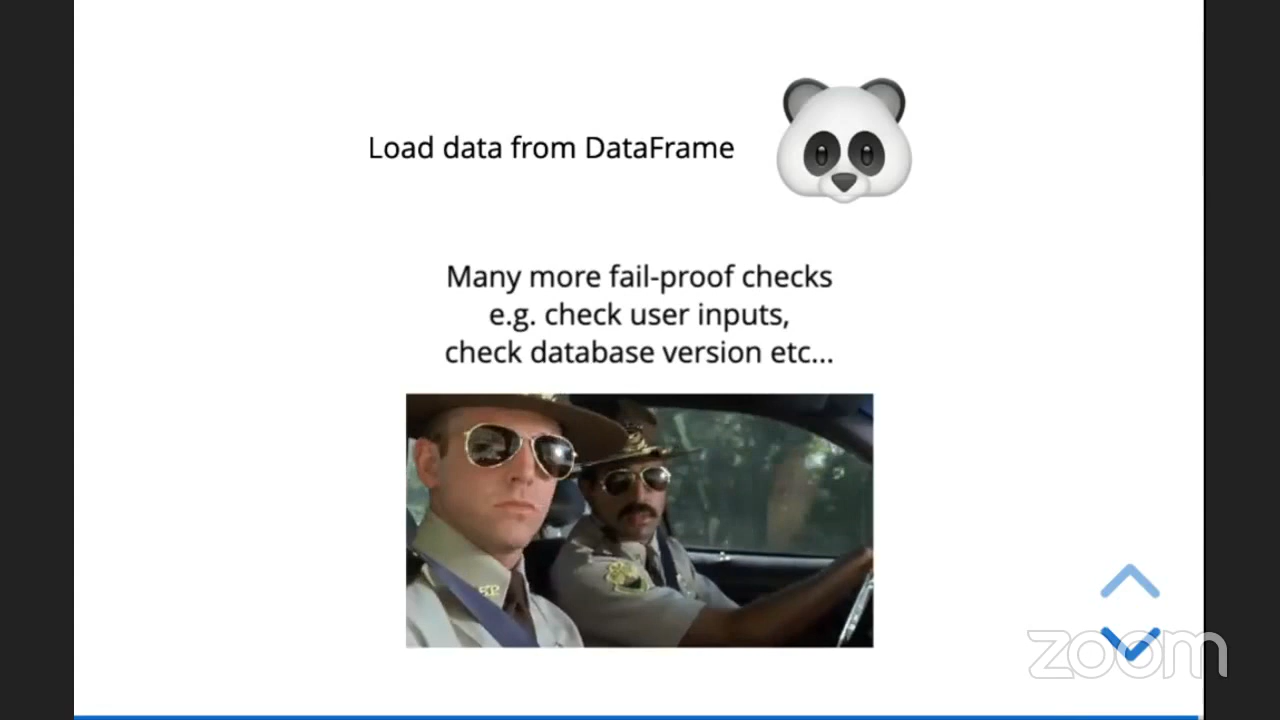 Load data from DataFrame
Many more fail-proof checks
e.g. check user inputs,
check database version etc...
zoom